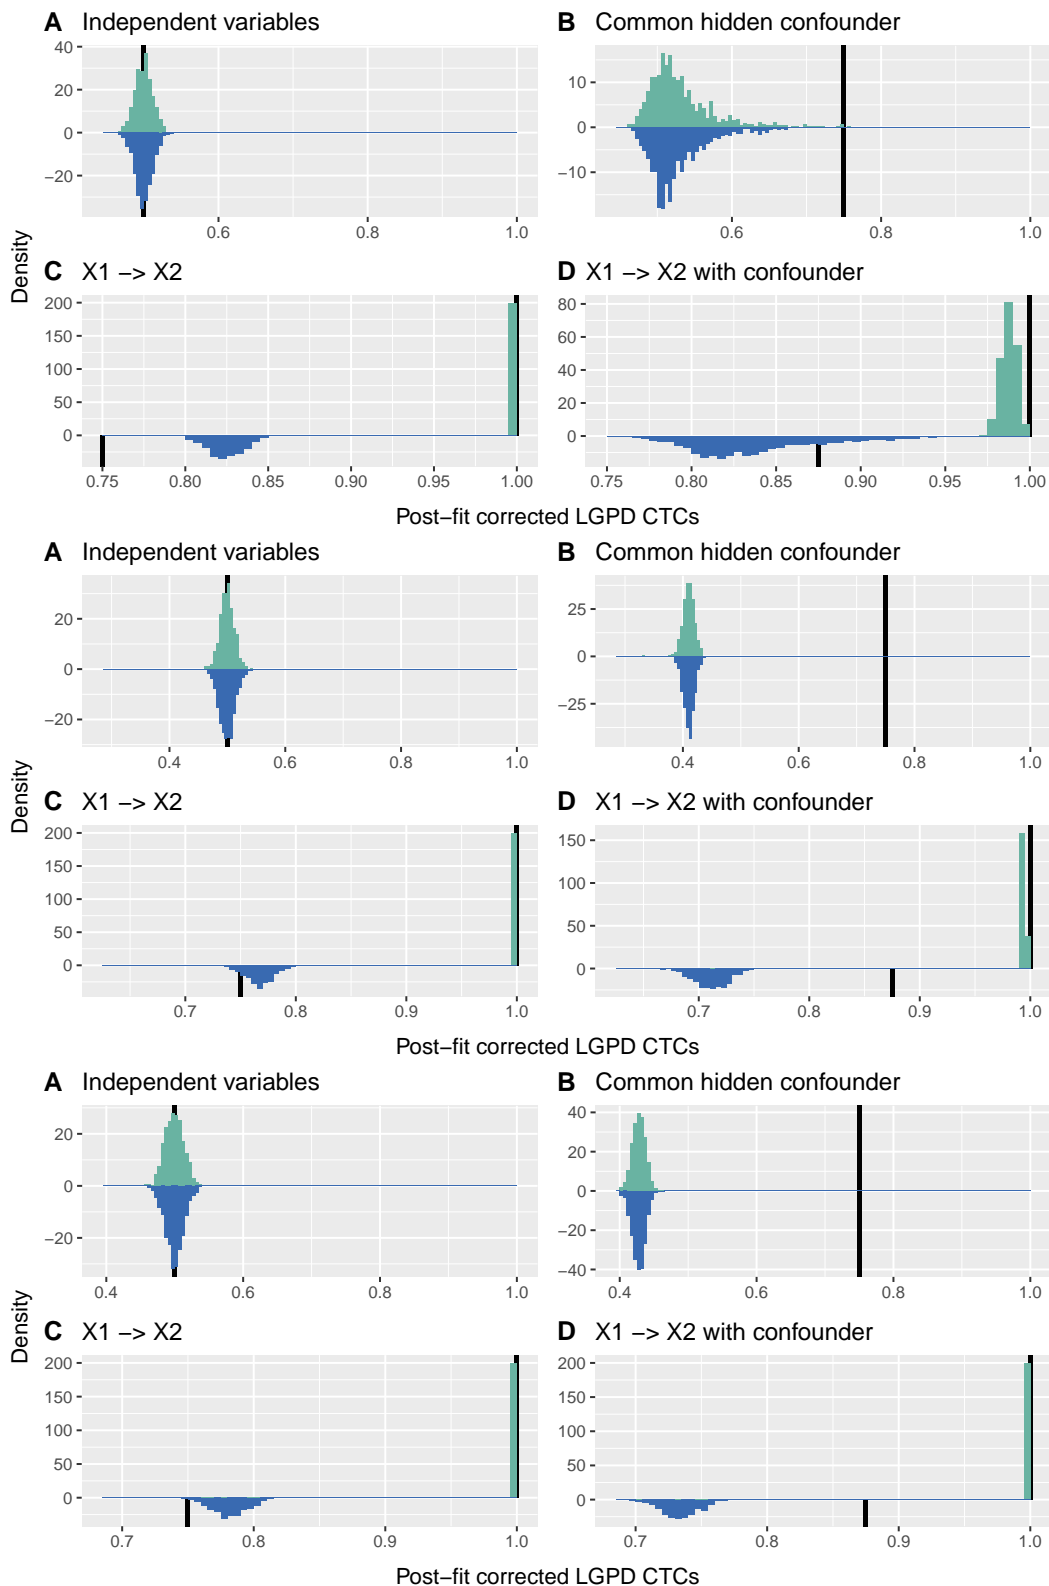 A Independent variables
B Common hidden confounder
40
20
0
−20
0.6 0.8 1.0
10
0
−10
0.6 0.8 1.0
Density
C X1 −> X2
D X1 −> X2 with confounder
200
150
100
50
0
0.75 0.80 0.85 0.90 0.95 1.00
80
60
40
20
0
0.75 0.80 0.85 0.90 0.95 1.00
Post−fit corrected LGPD CTCs
A Independent variables
B Common hidden confounder
20
0
−20
0.4 0.6 0.8 1.0
25
0
−25
0.4 0.6 0.8 1.0
Density
C X1 −> X2
D X1 −> X2 with confounder
200
150
100
50
0
0.7 0.8 0.9 1.0
150
100
50
0
0.7 0.8 0.9 1.0
Post−fit corrected LGPD CTCs
A Independent variables
B Common hidden confounder
20
0
−20
0.4 0.6 0.8 1.0
40
20
0
−20
−40
0.4 0.6 0.8 1.0
Density
C X1 −> X2
D X1 −> X2 with confounder
200
150
100
50
0
0.7 0.8 0.9 1.0
200
150
100
50
0
0.7 0.8 0.9 1.0
Post−fit corrected LGPD CTCs